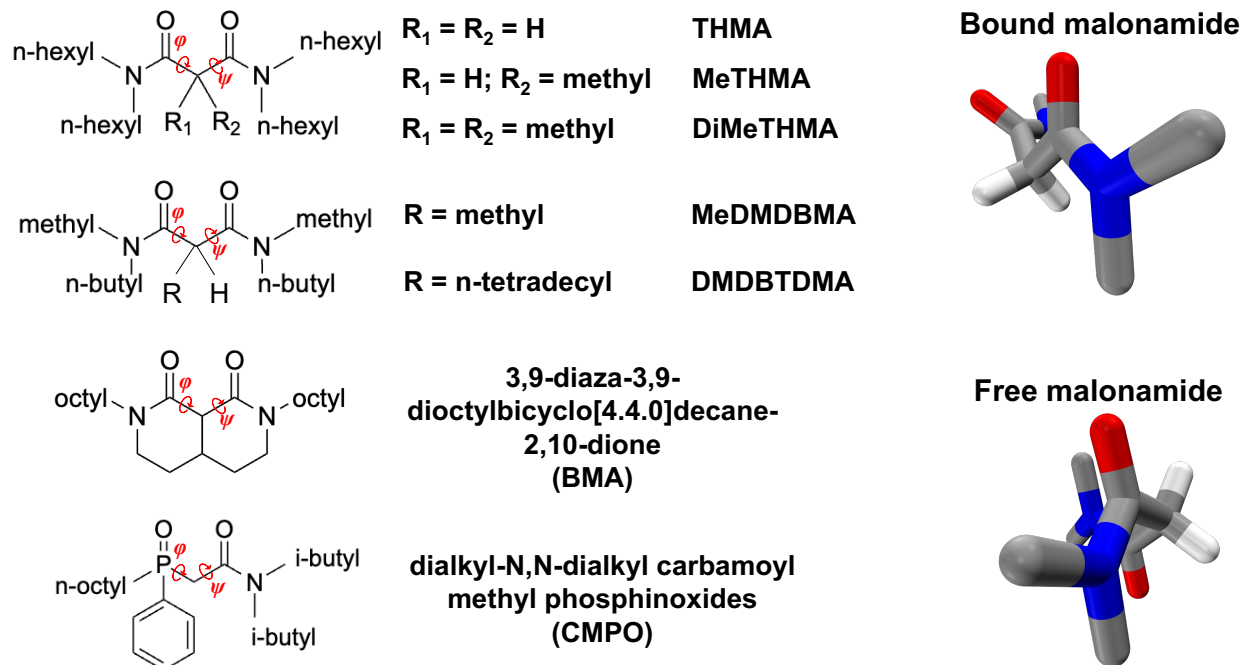 O φ O
n-hexyl ψ n-hexyl
N N
n-hexyl R₁ R₂ n-hexyl
R₁ = R₂ = H THMA
R₁ = H; R₂ = methyl MeTHMA
R₁ = R₂ = methyl DiMeTHMA
O φ O
methyl ψ methyl
N N
n-butyl n-butyl
R H
R = methyl MeDMDBMA
R = n-tetradecyl DMDBTDMA
O φ O
octyl ψ octyl
N N
3,9-diaza-3,9-
dioctylbicyclo[4.4.0]decane-
2,10-dione
(BMA)
O φ O
P ψ i-butyl
n-octyl N
i-butyl
dialkyl-N,N-dialkyl carbamoyl
methyl phosphinoxides
(CMPO)
Bound malonamide
Free malonamide